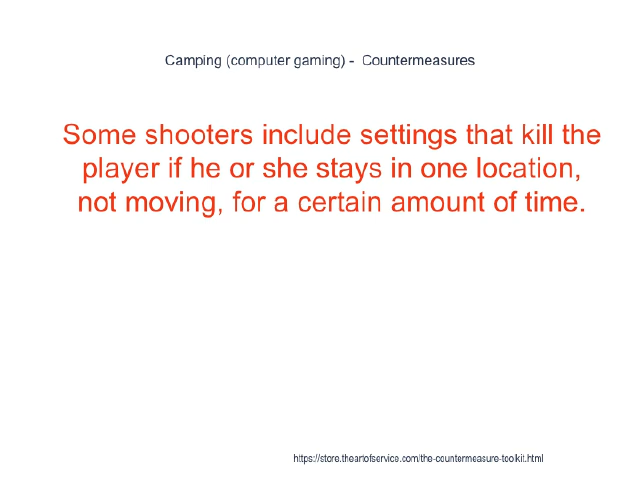 Camping (computer gaming) -  Countermeasures
Some shooters include settings that kill the
player if he or she stays in one location,
not moving, for a certain amount of time.
https://store.theartofservice.com/the-countermeasure-toolkit.html